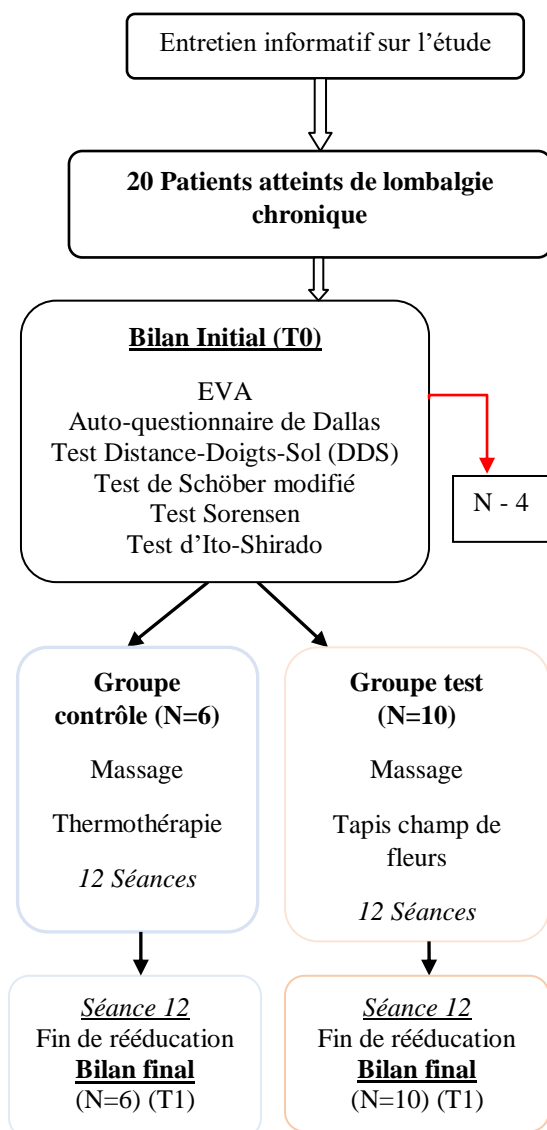 Entretien informatif sur l'étude
20 Patients atteints de lombalgie
chronique
Bilan Initial (T0)
EVA
Auto-questionnaire de Dallas
Test Distance-Doigts-Sol (DDS)
Test de Schöber modifié
Test Sorensen
Test d'Ito-Shirado
N - 4
Groupe
contrôle (N=6)
Massage
Thermothérapie
12 Séances
Groupe test
(N=10)
Massage
Tapis champ de
fleurs
12 Séances
Séance 12
Fin de rééducation
Bilan final
(N=6) (T1)
Séance 12
Fin de rééducation
Bilan final
(N=10) (T1)